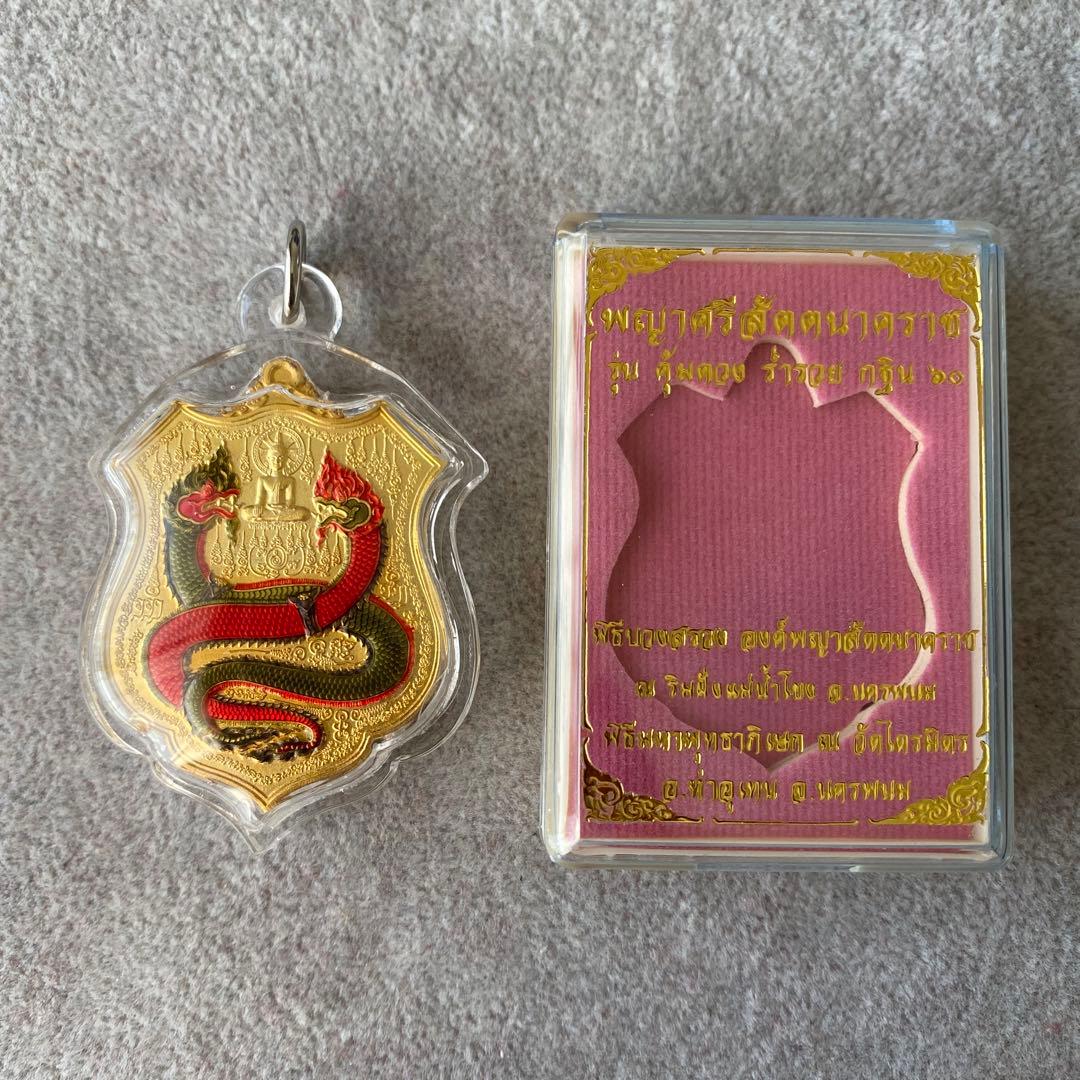 พญาศรีสัตตนาคราช
รุ่น คุ้มดวง ร่ำรวย กฐิน ๖๐
พิธีบวงสรวง องค์พญาสัตตนาคราช
ณ ริมฝั่งแม่น้ำโขง จ.นครพนม
พิธีมหาพุทธาภิเษก ณ วัดไตรมิตร
อ.ท่าอุเทน จ.นครพนม